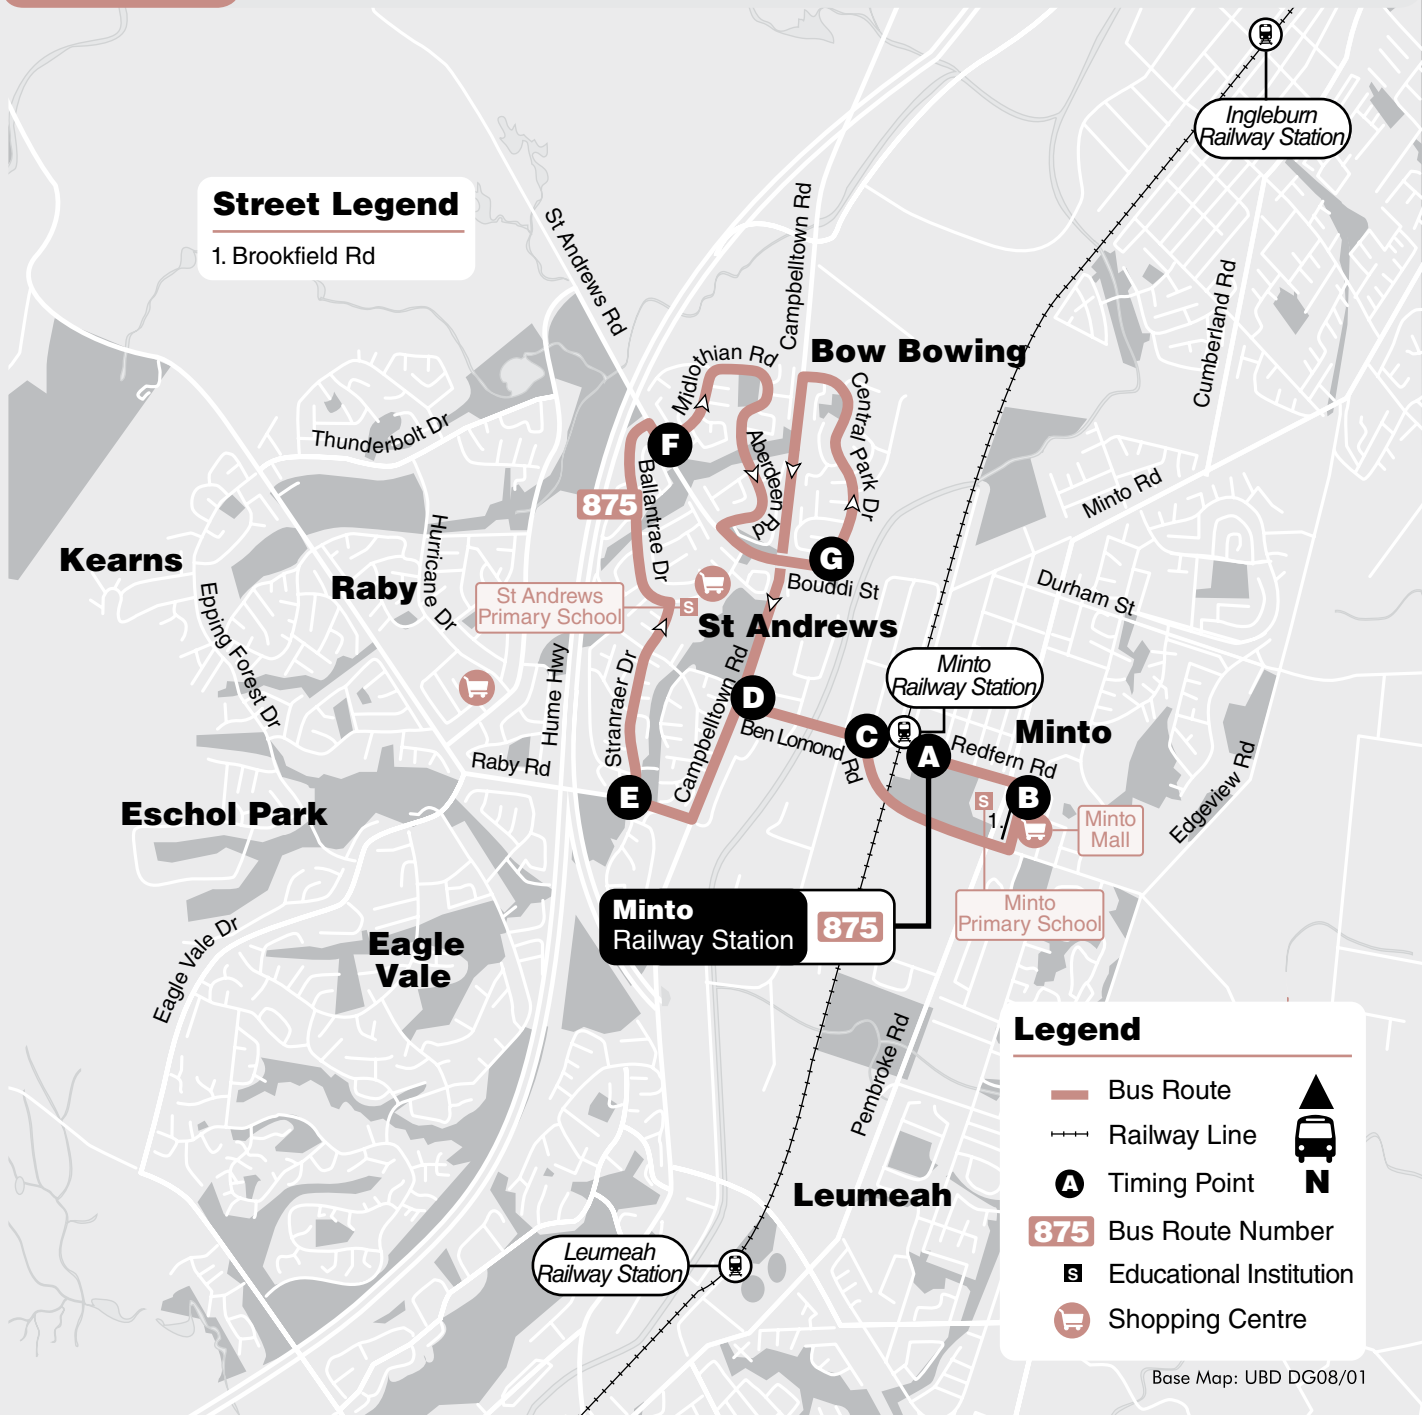 Ingleburn
Railway Station
Street Legend
1. Brookfield Rd
St Andrews Rd
Campbelltown Rd
Cumberland Rd
Bow Bowing
Midlothian Rd
Central Park Dr
Thunderbolt Dr
F
Aberdeen Rd
Rd
Ballantrae Dr
875
Minto Rd
Hurricane Dr
Kearns
Raby
G
Bouddi St
Durham St
Epping Forest Dr
St Andrews
Primary School
S
St Andrews
Minto
Railway Station
Hume Hwy
Stranraer Dr
Campbelltown Rd
D
Ben Lomond Rd
C
A
Redfern Rd
Minto
Raby Rd
E
B
S
1.
Edgeview Rd
Minto
Mall
Eschol Park
Minto
Railway Station
875
Minto
Primary School
Eagle Vale Dr
Eagle
Vale
Pembroke Rd
Leumeah
Leumeah
Railway Station
Legend
Bus Route
Railway Line
A
Timing Point
N
875
Bus Route Number
S
Educational Institution
Shopping Centre
Base Map: UBD DG08/01